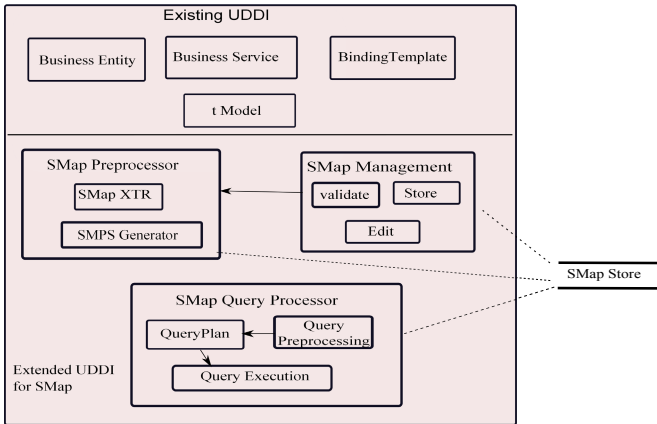 Existing UDDI
Business Entity
Business Service
BindingTemplate
t Model
SMap Preprocessor
SMap XTR
SMPS Generator
SMap Management
validate
Store
Edit
SMap Store
SMap Query Processor
QueryPlan
Query
Preprocessing
Query Execution
Extended UDDI
for SMap